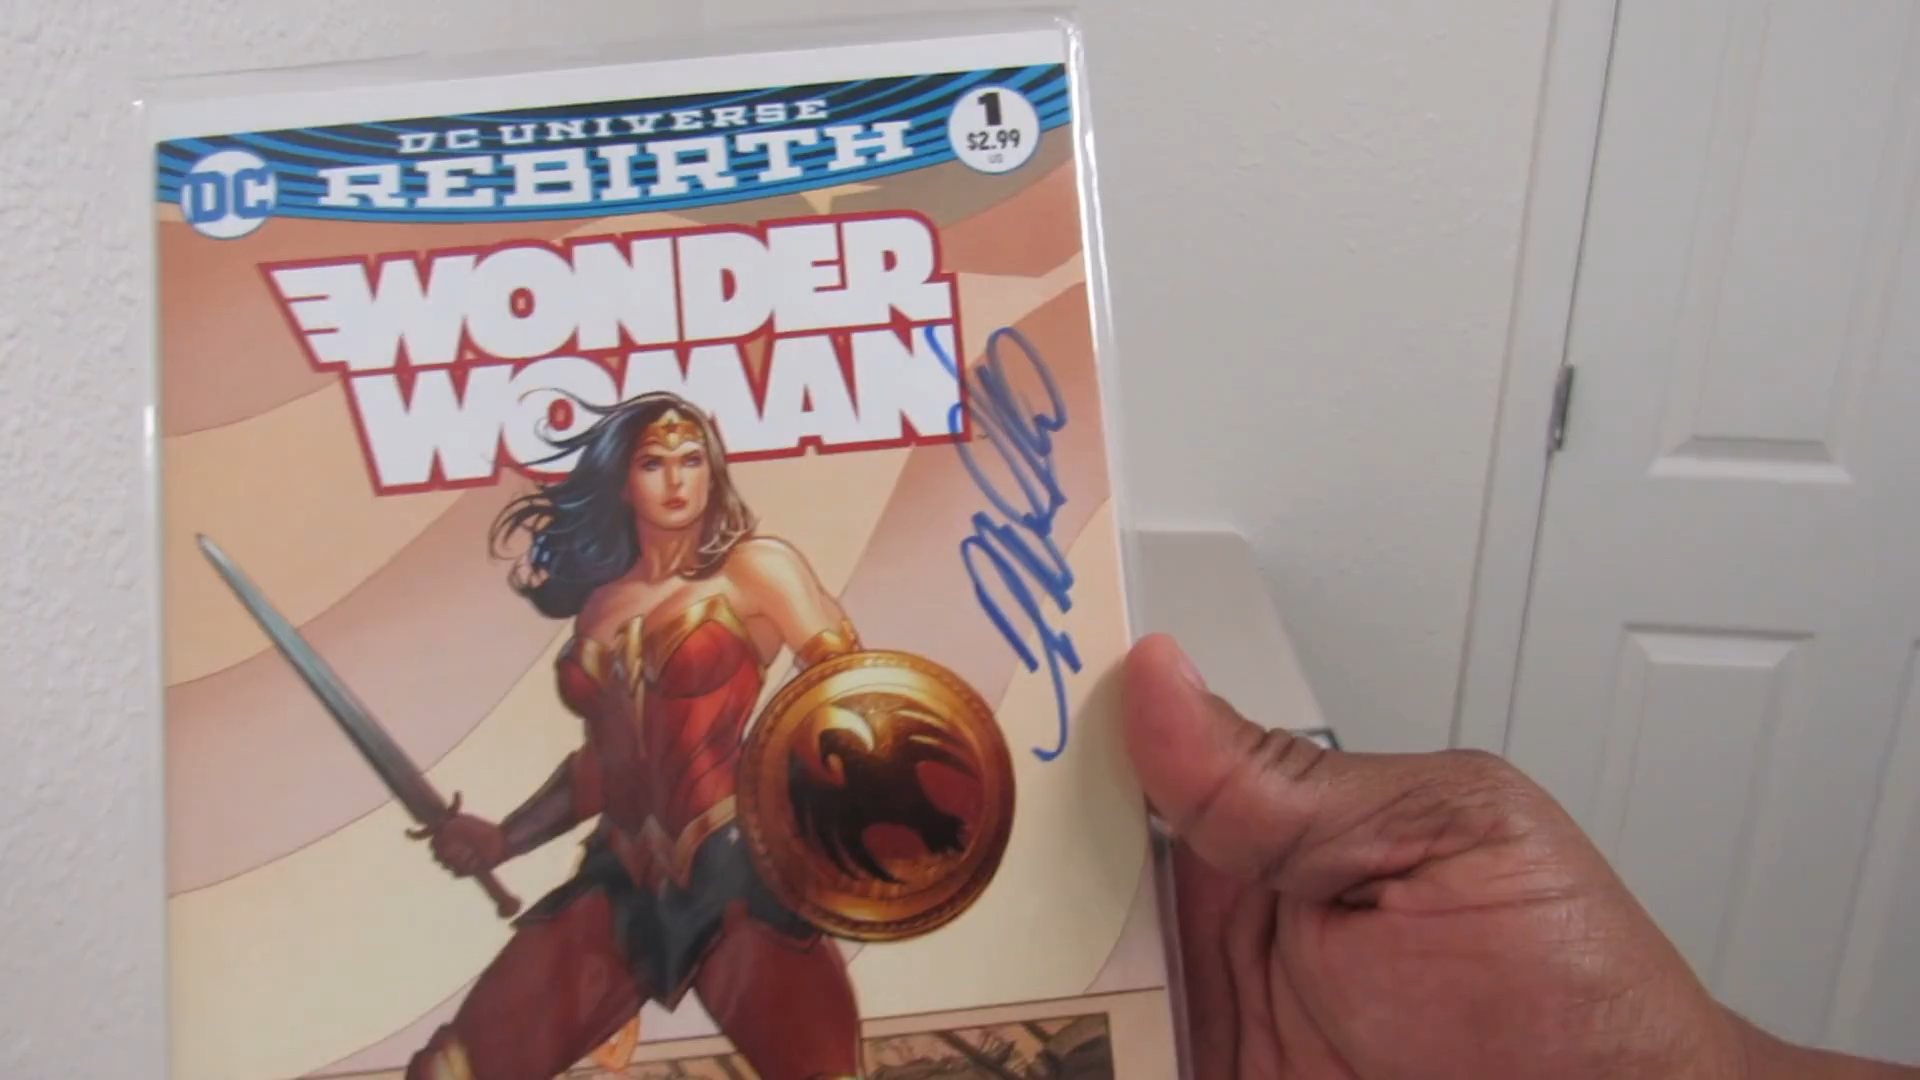 DC UNIVERSE
REBIRTH
DC
1
$2.99
US
WONDER
WOMAN